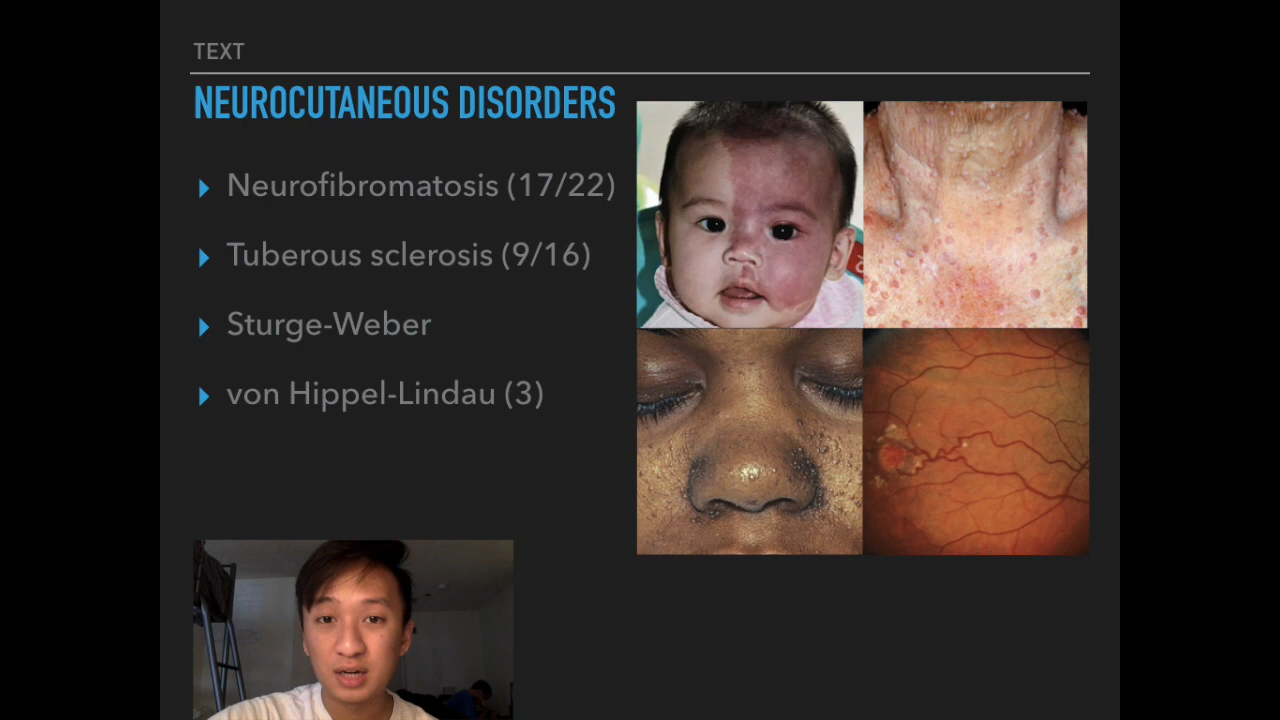 TEXT
NEUROCUTANEOUS DISORDERS
Neurofibromatosis (17/22)
Tuberous sclerosis (9/16)
Sturge-Weber
von Hippel-Lindau (3)